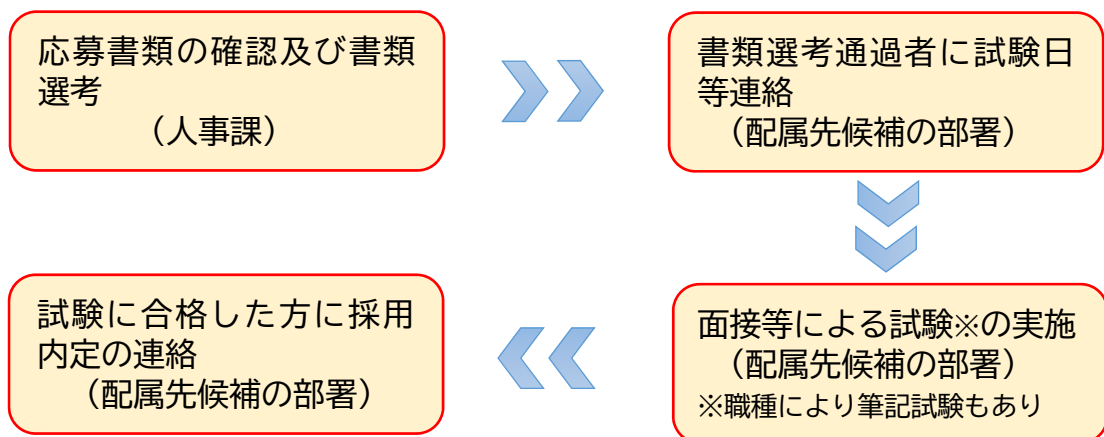 応募書類の確認及び書類
選考
（人事課）
書類選考通過者に試験日
等連絡
（配属先候補の部署）
面接等による試験※の実施
（配属先候補の部署）
※職種により筆記試験もあり
試験に合格した方に採用
内定の連絡
（配属先候補の部署）